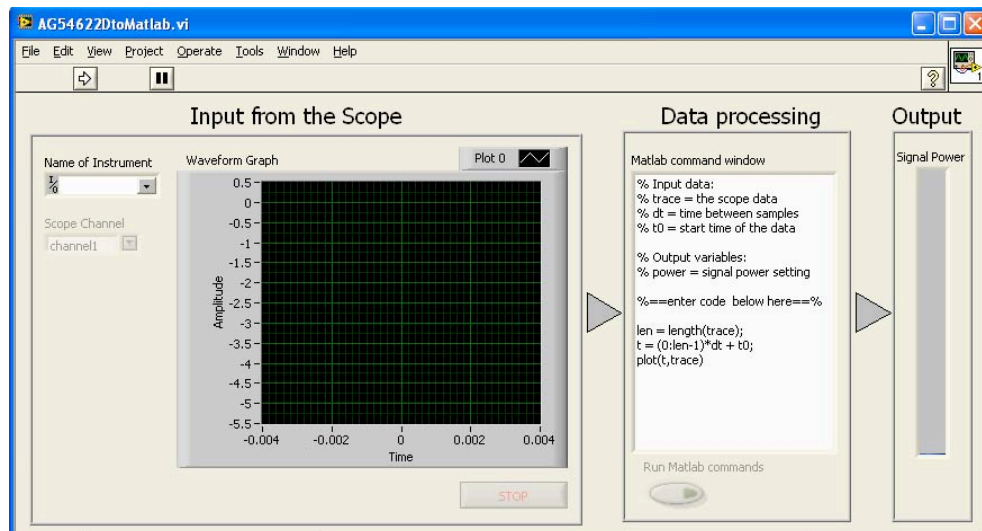 AG54622DtoMatlab.vi
File Edit View Project Operate Tools Window Help
?
1
Input from the Scope
Data processing
Output
Name of Instrument
I/O
Scope Channel
channel1
Waveform Graph
Plot 0
0.5
0
-0.5
-1
-1.5
-2
-2.5
-3
-3.5
-4
-4.5
-5
-5.5
Amplitude
-0.004 -0.002 0 0.002 0.004
Time
STOP
Matlab command window
% Input data:
% trace = the scope data
% dt = time between samples
% t0 = start time of the data
% Output variables:
% power = signal power setting
%==enter code below here==%
len = length(trace);
t = (0:len-1)*dt + t0;
plot(t,trace)
Run Matlab commands
Signal Power